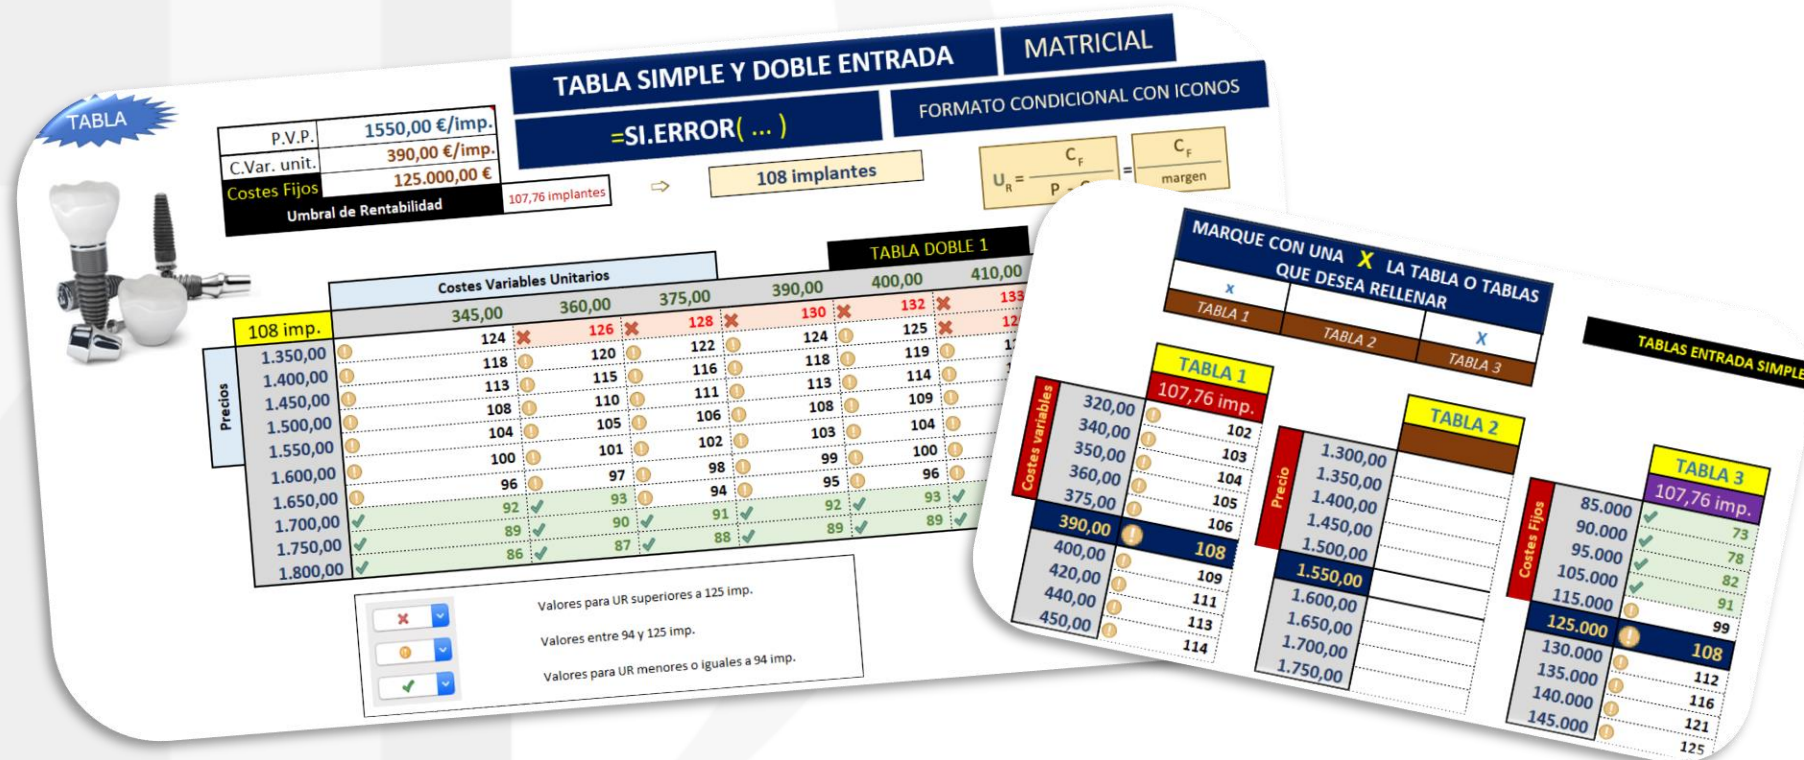 TABLA
TABLA SIMPLE Y DOBLE ENTRADA
MATRICIAL
=SI.ERROR( ... )
FORMATO CONDICIONAL CON ICONOS
P.V.P. 1550,00 €/imp.
C.Var. unit. 390,00 €/imp.
Costes Fijos 125.000,00 €
Umbral de Rentabilidad 107,76 implantes
⇨ 108 implantes
U_R = C_F / P - = C_F / margen
TABLA DOBLE 1
Costes Variables Unitarios
108 imp. 345,00 360,00 375,00 390,00 400,00 410,00
Precios
1.350,00 124 126 128 130 132 133
1.400,00 118 120 122 124 125
1.450,00 113 115 116 118 119
1.500,00 108 110 111 113 114
1.550,00 104 105 106 108 109
1.600,00 100 101 102 103 104
1.650,00 96 97 98 99 100
1.700,00 92 93 94 95 96
1.750,00 89 90 91 92 93
1.800,00 86 87 88 89 89
Valores para UR superiores a 125 imp.
Valores entre 94 y 125 imp.
Valores para UR menores o iguales a 94 imp.
MARQUE CON UNA X LA TABLA O TABLAS
QUE DESEA RELLENAR
x X
TABLA 1 TABLA 2 TABLA 3
TABLAS ENTRADA SIMPLE
TABLA 1
107,76 imp.
Costes variables
320,00 102
340,00 103
350,00 104
360,00 105
375,00 106
390,00 108
400,00 109
420,00 111
440,00 113
450,00 114
TABLA 2
Precio
1.300,00
1.350,00
1.400,00
1.450,00
1.500,00
1.550,00
1.600,00
1.650,00
1.700,00
1.750,00
TABLA 3
107,76 imp.
Costes Fijos
85.000 73
90.000 78
95.000 82
105.000 91
115.000 99
125.000 108
130.000 112
135.000 116
140.000 121
145.000 125